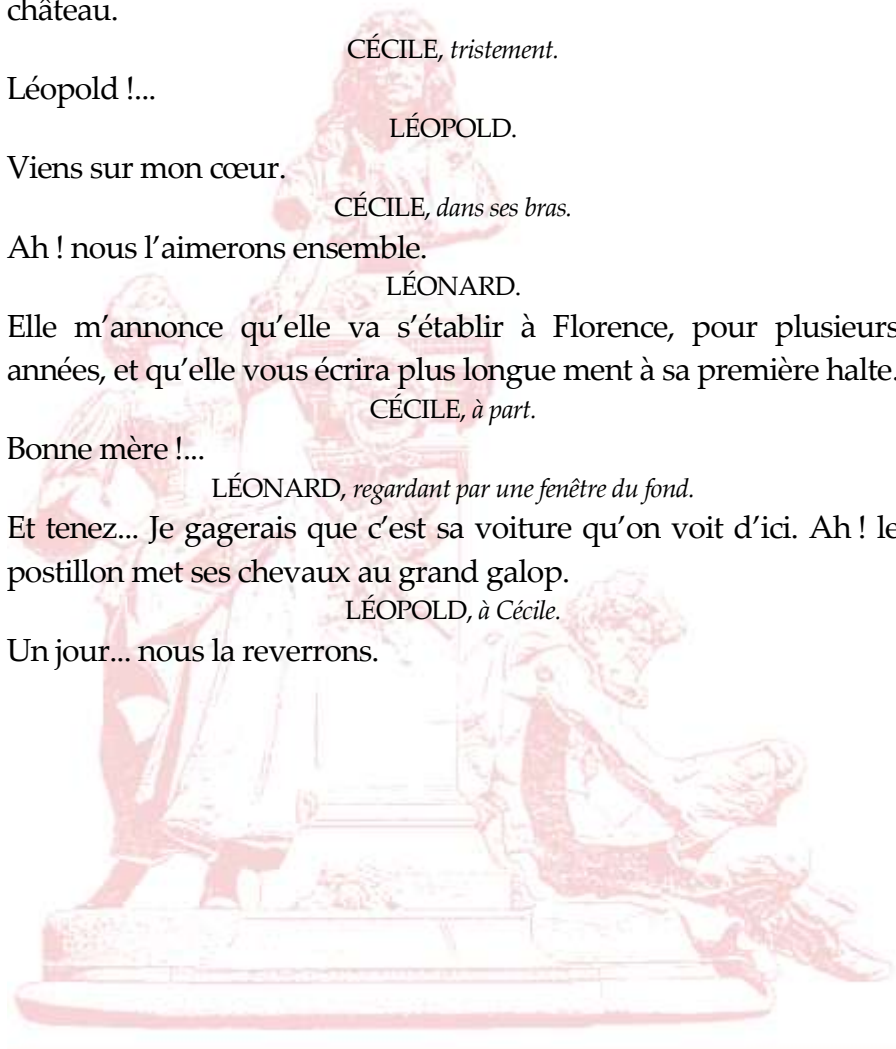 château.
CÉCILE, tristement.
Léopold !...
LÉOPOLD.
Viens sur mon cœur.
CÉCILE, dans ses bras.
Ah ! nous l’aimerons ensemble.
LÉONARD.
Elle m’annonce qu’elle va s’établir à Florence, pour plusieurs
années, et qu’elle vous écrira plus longue ment à sa première halte.
CÉCILE, à part.
Bonne mère !...
LÉONARD, regardant par une fenêtre du fond.
Et tenez... Je gagerais que c’est sa voiture qu’on voit d’ici. Ah ! le
postillon met ses chevaux au grand galop.
LÉOPOLD, à Cécile.
Un jour... nous la reverrons.